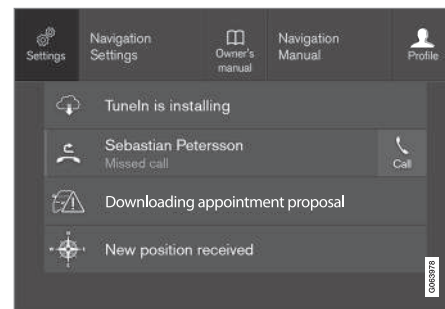 Settings
Navigation
Settings
Owner's
manual
Navigation
Manual
Profile
TuneIn is installing
Sebastian Petersson
Missed call
Call
Downloading appointment proposal
New position received
G063978